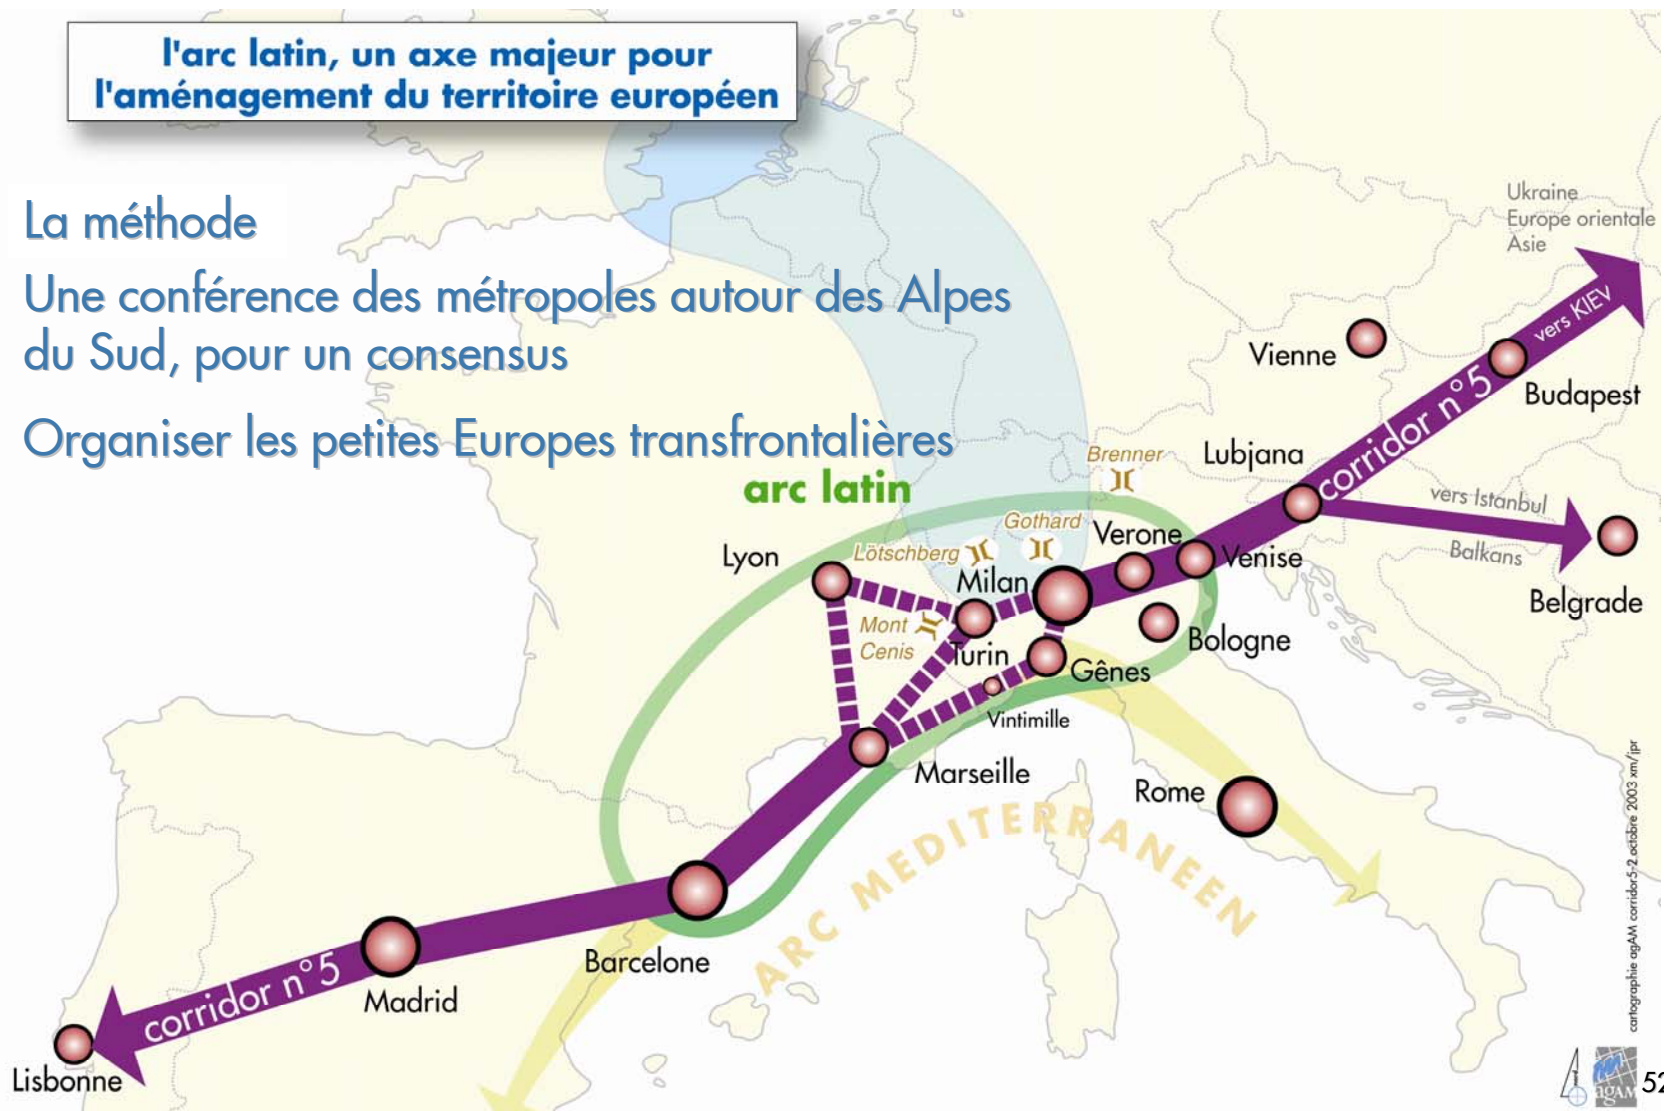 l'arc latin, un axe majeur pour
l'aménagement du territoire européen
La méthode
Une conférence des métropoles autour des Alpes
du Sud, pour un consensus
Organiser les petites Europes transfrontalières
arc latin
Ukraine
Europe orientale
Asie
vers KIEV
Vienne
Budapest
corridor n°5
Lubjana
Brenner
vers Istanbul
Balkans
Belgrade
Gothard
Verone
Venise
Lyon
Lötschberg
Milan
Mont
Cenis
Turin
Bologne
Gênes
Vintimille
Marseille
Rome
ARC MEDITERRANEEN
Barcelone
Madrid
corridor n°5
Lisbonne
cartographie agAM corridor5-2 octobre 2003 xm/jpr
nord
agAM
52